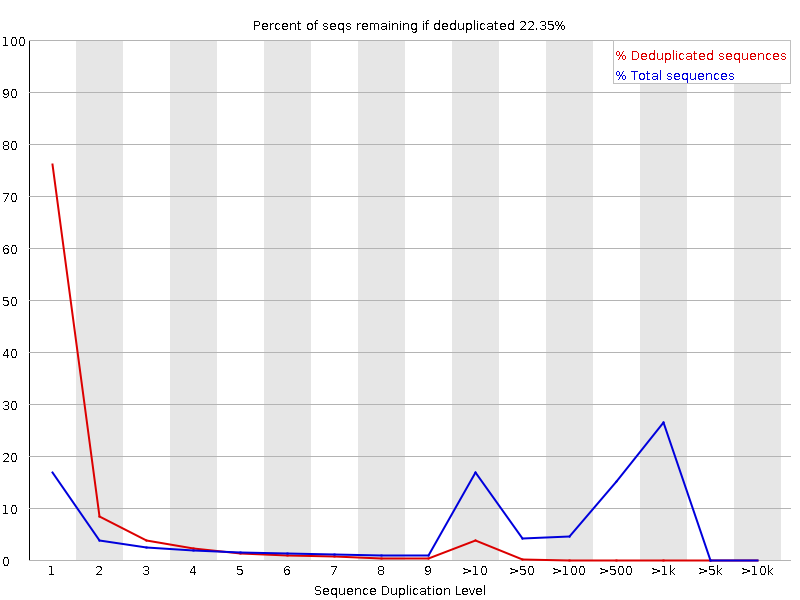 Percent of seqs remaining if deduplicated 22.35%
% Deduplicated sequences
% Total sequences
100
90
80
70
60
50
40
30
20
10
0
1 2 3 4 5 6 7 8 9 >10 >50 >100 >500 >1k >5k >10k
Sequence Duplication Level